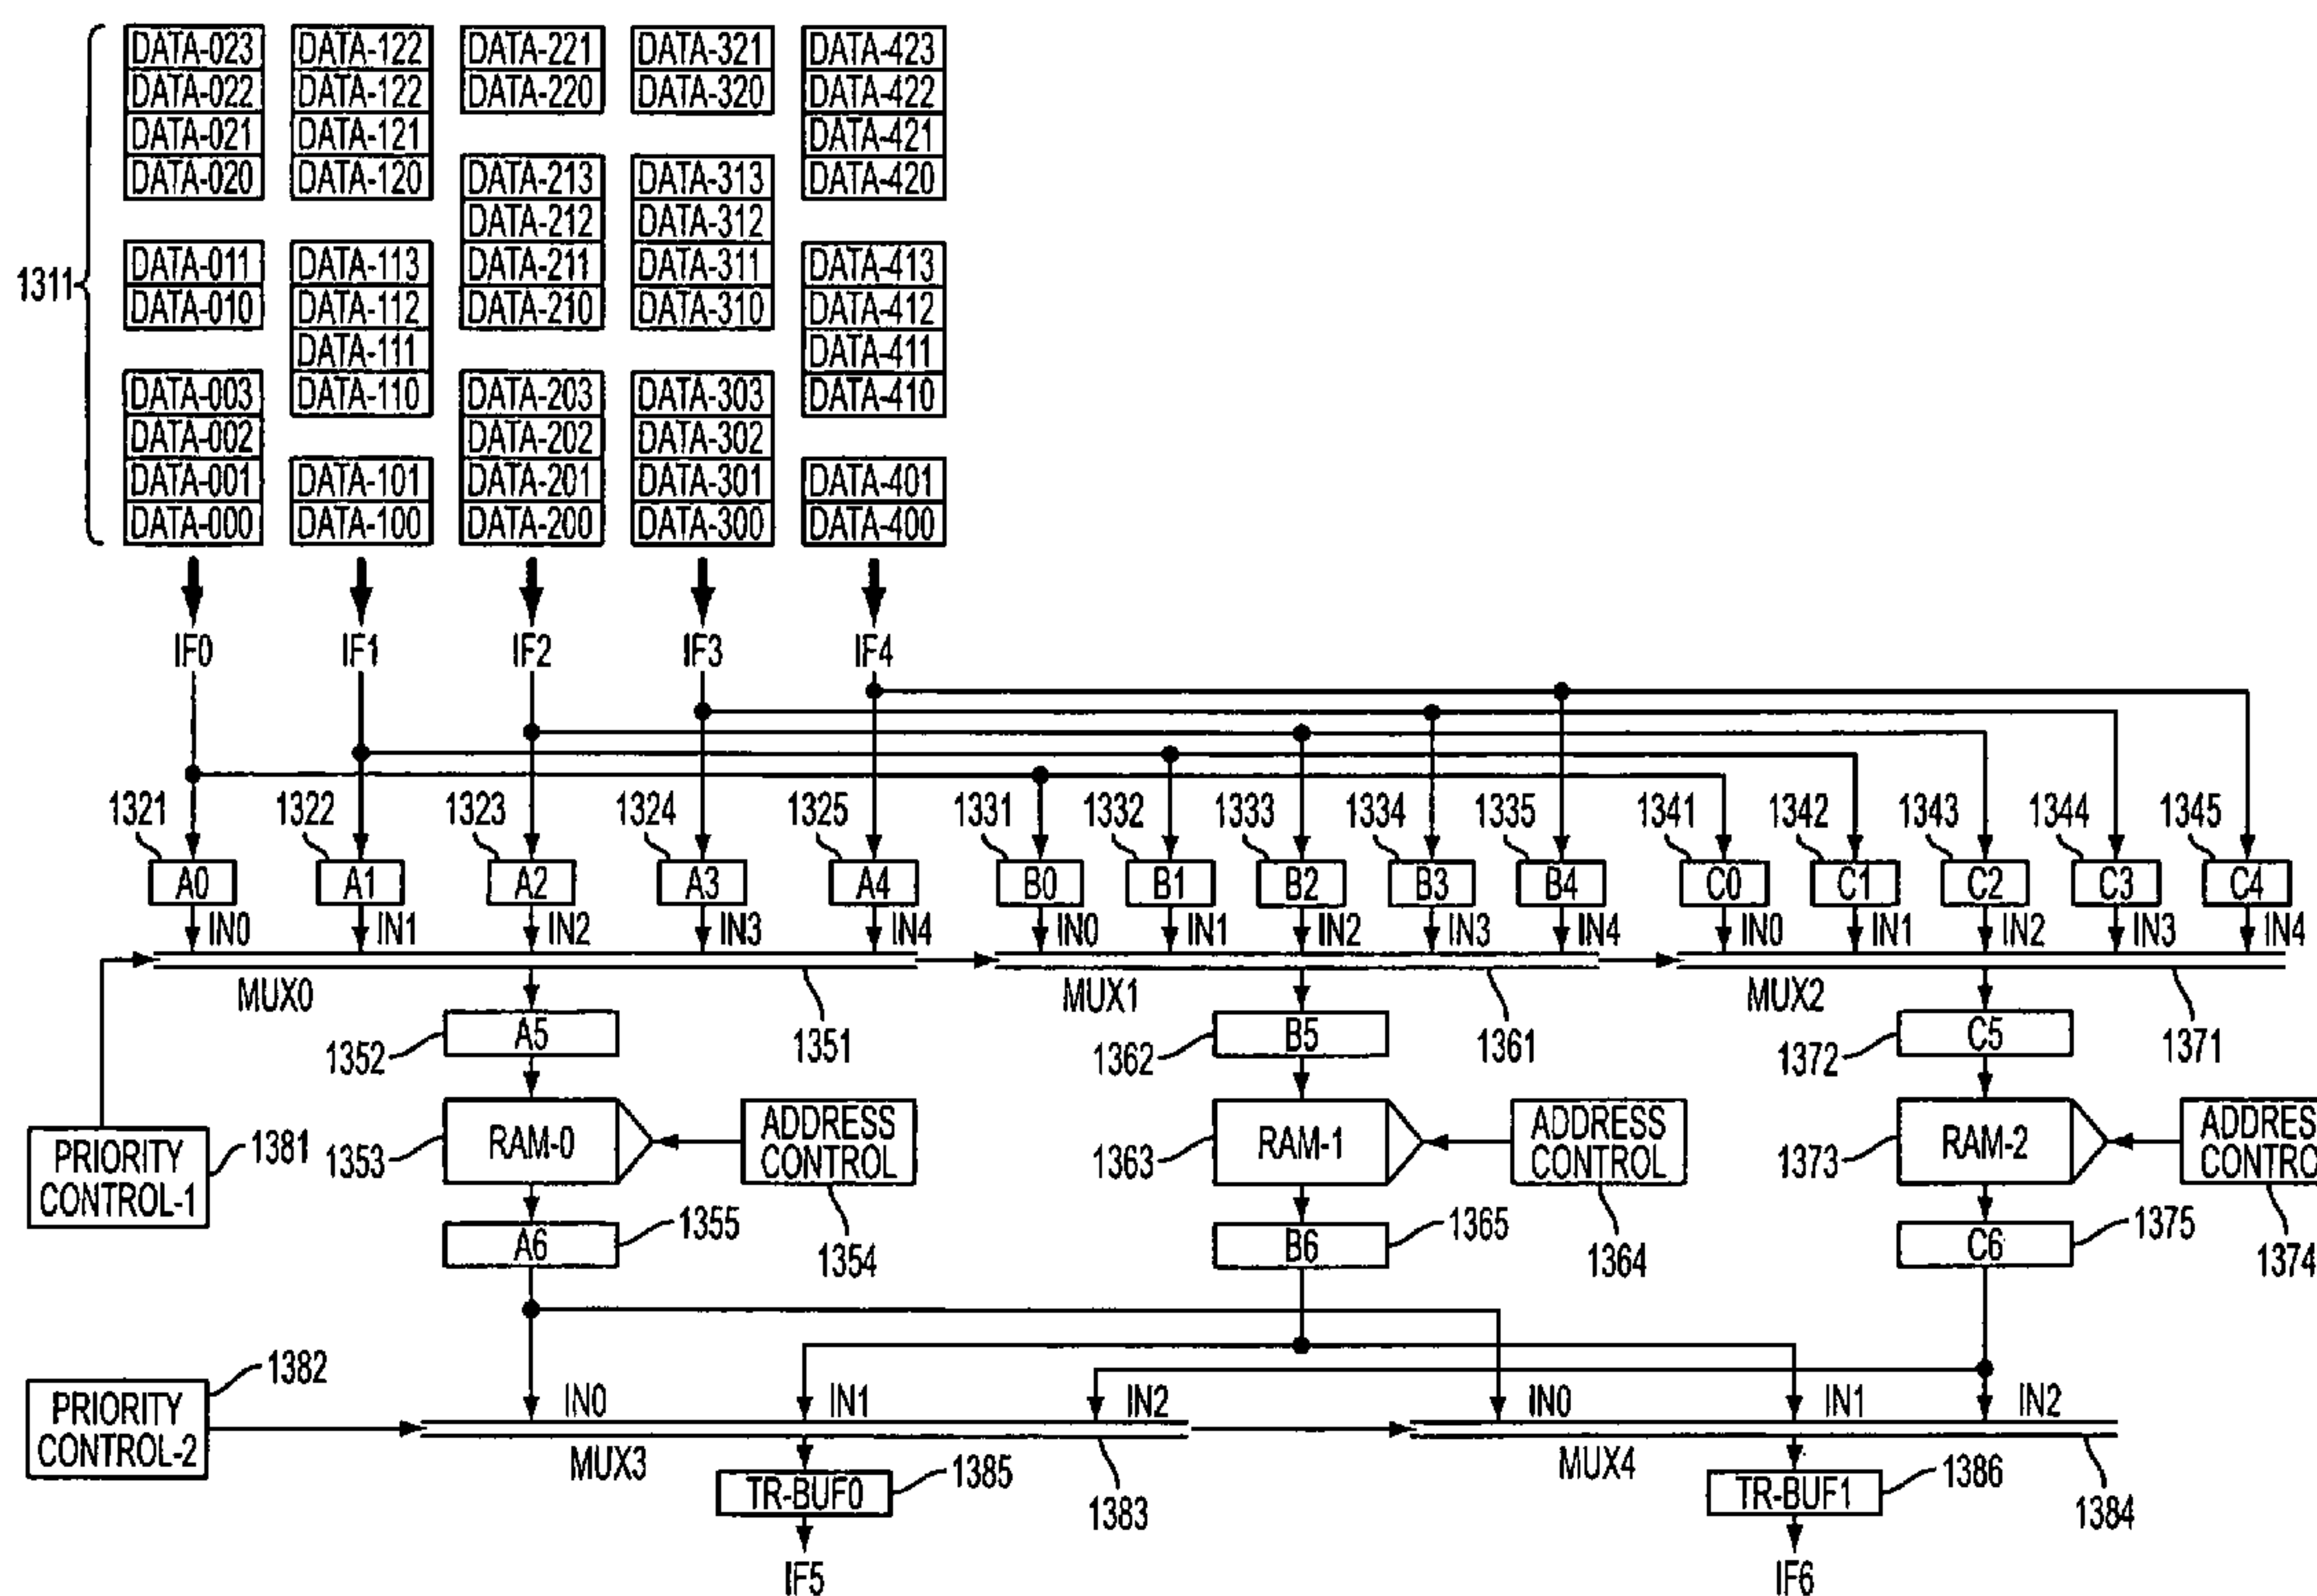 DATA-023 DATA-122 DATA-221 DATA-321 DATA-423
DATA-022 DATA-122 DATA-220 DATA-320 DATA-422
DATA-021 DATA-121 DATA-421
DATA-020 DATA-120 DATA-213 DATA-313 DATA-420
DATA-212 DATA-312
1311 DATA-011 DATA-113 DATA-211 DATA-311 DATA-413
DATA-010 DATA-112 DATA-210 DATA-310 DATA-412
DATA-111 DATA-411
DATA-003 DATA-110 DATA-203 DATA-303 DATA-410
DATA-002 DATA-202 DATA-302
DATA-001 DATA-101 DATA-201 DATA-301 DATA-401
DATA-000 DATA-100 DATA-200 DATA-300 DATA-400
IF0 IF1 IF2 IF3 IF4
1321 1322 1323 1324 1325 1331 1332 1333 1334 1335 1341 1342 1343 1344 1345
A0 A1 A2 A3 A4 B0 B1 B2 B3 B4 C0 C1 C2 C3 C4
IN0 IN1 IN2 IN3 IN4 IN0 IN1 IN2 IN3 IN4 IN0 IN1 IN2 IN3 IN4
MUX0 MUX1 MUX2
1352 A5 1351 1362 B5 1361 1372 C5 1371
PRIORITY
CONTROL-1
1381
1353 RAM-0
ADDRESS
CONTROL
1363 RAM-1
ADDRESS
CONTROL
1373 RAM-2
ADDRES
CONTRO
A6 1355 1354 B6 1365 1364 C6 1375 1374
PRIORITY
CONTROL-2
1382
IN0 IN1 IN2 IN0 IN1 IN2
MUX3 MUX4
TR-BUF0 1385 1383 TR-BUF1 1386 1384
IF5 IF6